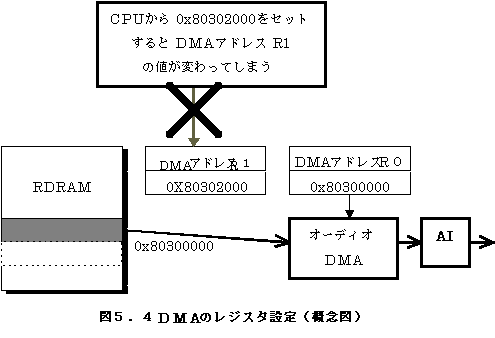 CPUから 0x80302000をセット
すると DMAアドレス R1
の値が変わってしまう
DMAアドレスR1
0X80302000
DMAアドレスR0
0x80300000
RDRAM
0x80300000
オーディオ
DMA
AI
図5．4 DMAのレジスタ設定（概念図）